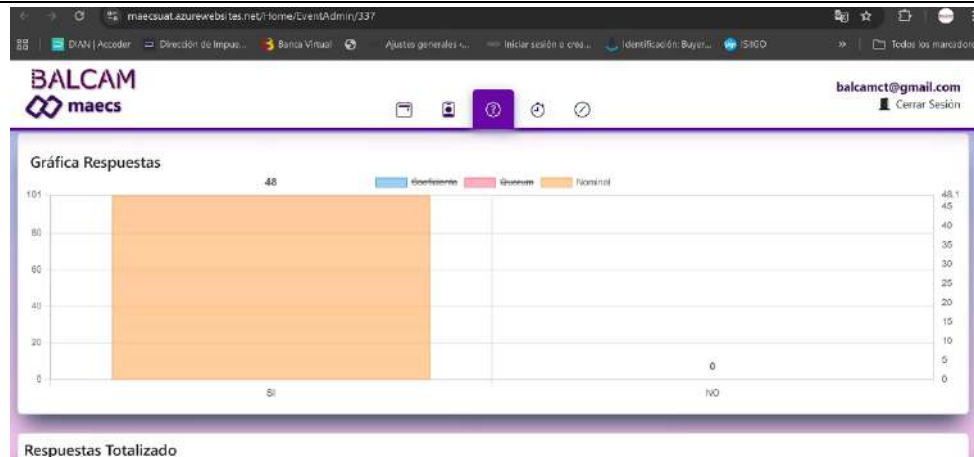 maecsuat.azurewebsites.net/Home/EventAdmin/337
DIAN | Acceder Dirección de Impue... Banca Virtual Ajustes generales ‹... Iniciar sesión o crea... Identificación: Buyer... Todos los marcadores
BALCAM
maecs
balcamct@gmail.com
Cerrar Sesión
Gráfica Respuestas
48 Coeficiente Quorum Nominal
101 48,1
45
80 40
35
60 30
25
40 20
15
20 10
0 5
0 0
SI NO
Respuestas Totalizado